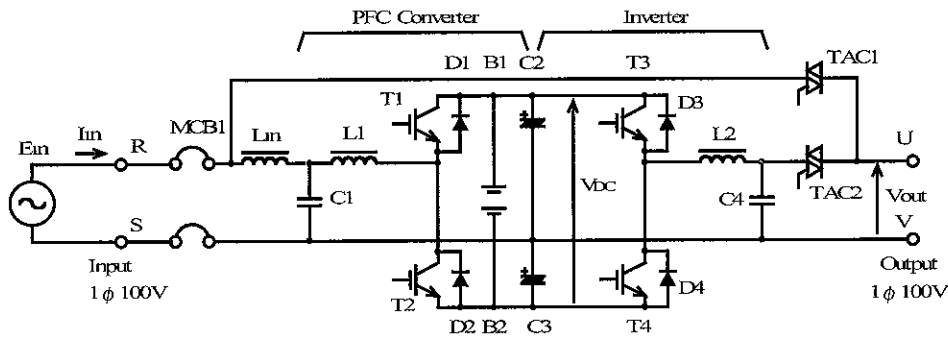 PFC Converter
Inverter
D1 B1 C2 T3 TAC1
T1 D3
MCB1
Lin L1 L2
Ein Iin R U
C1 VDC C4 TAC2 Vout
S V
Input
1ϕ 100V
T2 D4
Output
1ϕ 100V
D2 B2 C3 T4